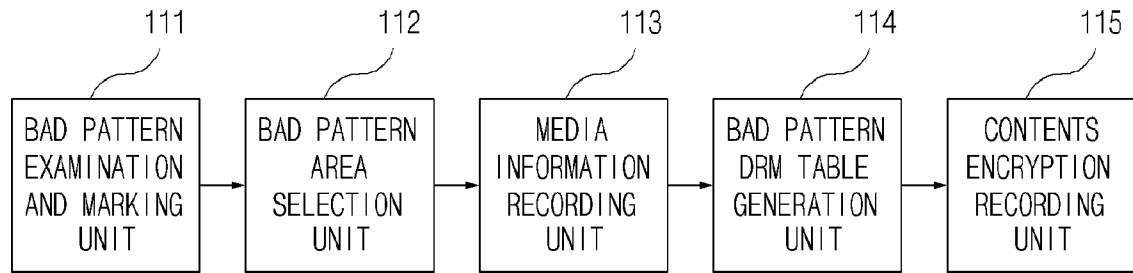 111
112
113
114
115
BAD PATTERN
EXAMINATION
AND MARKING
UNIT
BAD PATTERN
AREA
SELECTION
UNIT
MEDIA
INFORMATION
RECORDING
UNIT
BAD PATTERN
DRM TABLE
GENERATION
UNIT
CONTENTS
ENCRYPTION
RECORDING
UNIT